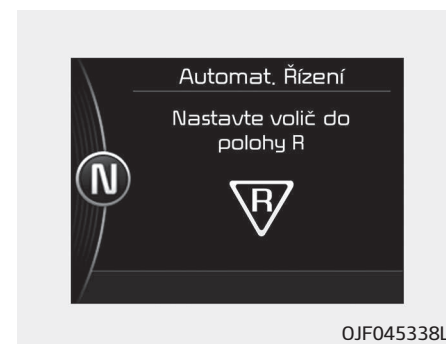 Automat. Řízení
Nastavte volič do
polohy R
N
R
OJF045338L